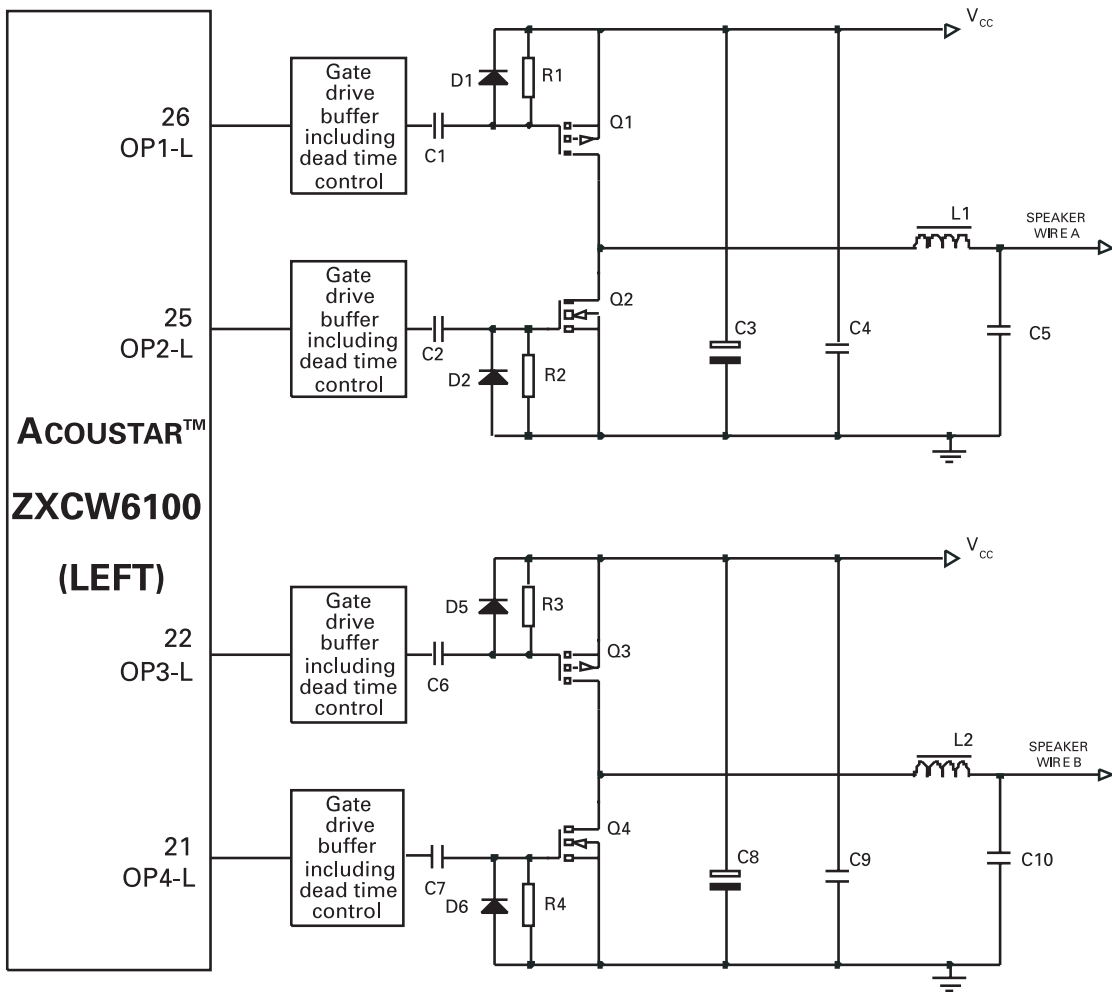 VCC
26
OP1-L
Gate
drive
buffer
including
dead time
control
C1
D1
R1
Q1
L1
SPEAKER
WIRE A
25
OP2-L
Gate
drive
buffer
including
dead time
control
C2
D2
R2
Q2
C3
C4
C5
ACOUSTAR™
ZXCW6100
(LEFT)
VCC
22
OP3-L
Gate
drive
buffer
including
dead time
control
C6
D5
R3
Q3
L2
SPEAKER
WIRE B
21
OP4-L
Gate
drive
buffer
including
dead time
control
C7
D6
R4
Q4
C8
C9
C10